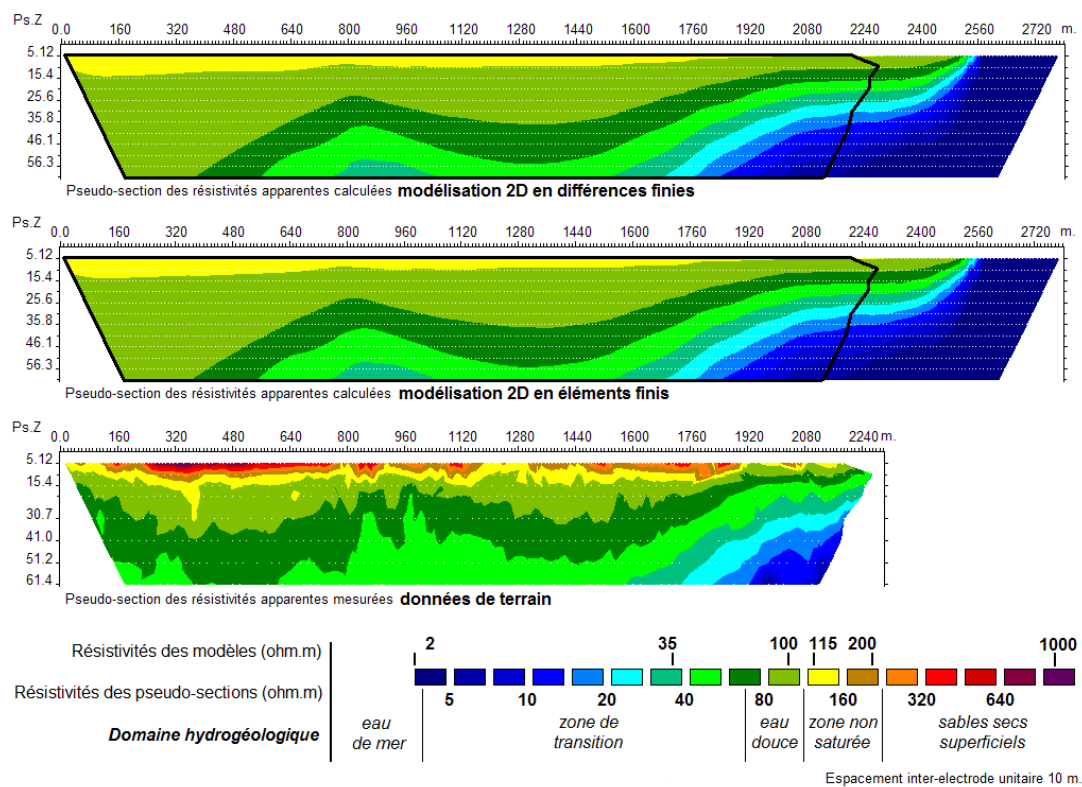 Ps.Z
0.0 160 320 480 640 800 960 1120 1280 1440 1600 1760 1920 2080 2240 2400 2560 2720 m.
5.12
15.4
25.6
35.8
46.1
56.3
Pseudo-section des résistivités apparentes calculées modélisation 2D en différences finies
Ps.Z
0.0 160 320 480 640 800 960 1120 1280 1440 1600 1760 1920 2080 2240 2400 2560 2720 m.
5.12
15.4
25.6
35.8
46.1
56.3
Pseudo-section des résistivités apparentes calculées modélisation 2D en éléments finis
Ps.Z
0.0 160 320 480 640 800 960 1120 1280 1440 1600 1760 1920 2080 2240 m.
5.12
15.4
30.7
41.0
51.2
61.4
Pseudo-section des résistivités apparentes mesurées données de terrain
Résistivités des modèles (ohm.m) 2 35 100 115 200 1000
Résistivités des pseudo-sections (ohm.m) 5 10 20 40 80 160 320 640
Domaine hydrogéologique
eau
de mer
zone de
transition
eau
douce
zone non
saturée
sables secs
superficiels
Espacement inter-electrode unitaire 10 m.